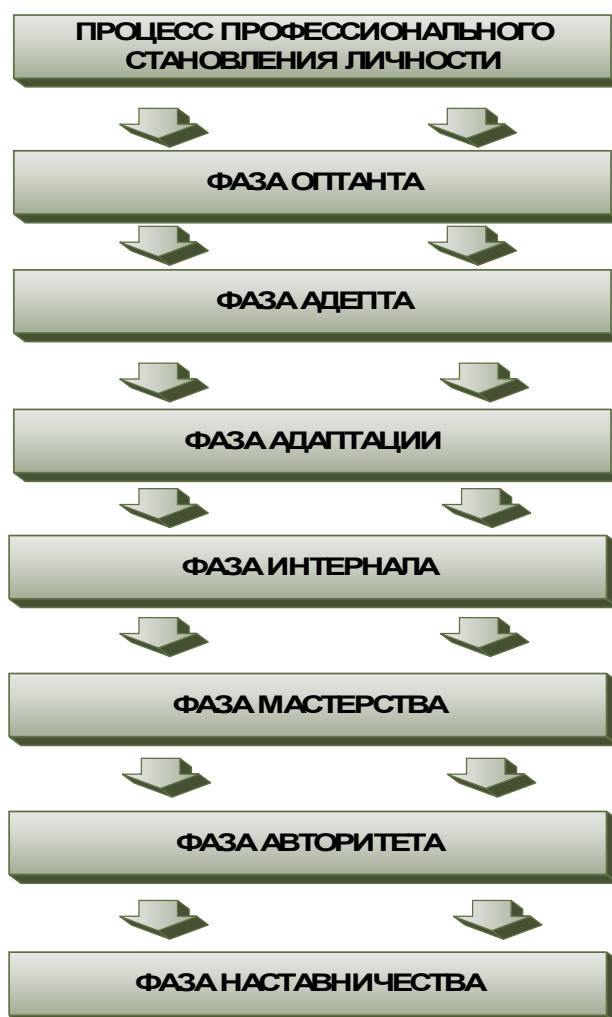 ПРОЦЕСС ПРОФЕССИОНАЛЬНОГО
СТАНОВЛЕНИЯ ЛИЧНОСТИ
ФАЗА ОПТАНТА
ФАЗА АДЕПТА
ФАЗА АДАПТАЦИИ
ФАЗА ИНТЕРНАЛА
ФАЗА МАСТЕРСТВА
ФАЗА АВТОРИТЕТА
ФАЗА НАСТАВНИЧЕСТВА